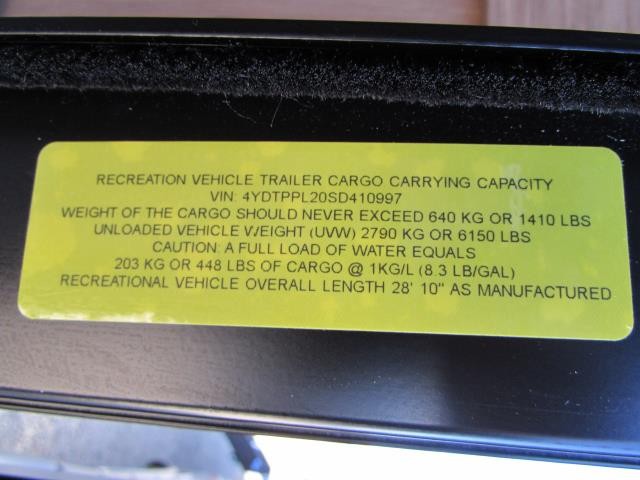 RECREATION VEHICLE TRAILER CARGO CARRYING CAPACITY
VIN: 4YDTPPL20SD410997
WEIGHT OF THE CARGO SHOULD NEVER EXCEED 640 KG OR 1410 LBS
UNLOADED VEHICLE WEIGHT (UVW) 2790 KG OR 6150 LBS
CAUTION: A FULL LOAD OF WATER EQUALS
203 KG OR 448 LBS OF CARGO @ 1KG/L (8.3 LB/GAL)
RECREATIONAL VEHICLE OVERALL LENGTH 28' 10" AS MANUFACTURED